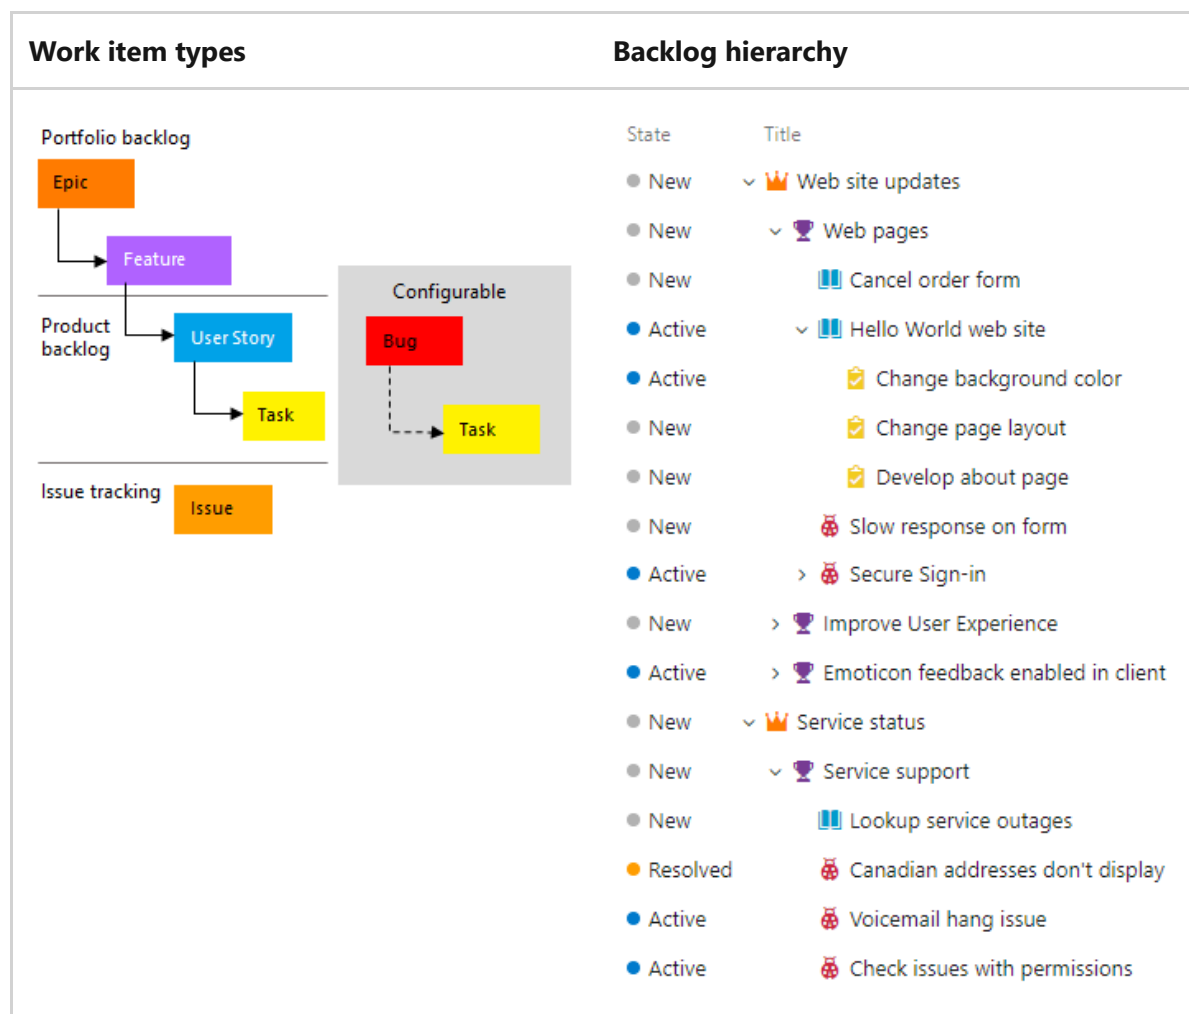 Work item types
Backlog hierarchy
Portfolio backlog
Epic
Feature
Product
backlog
User Story
Task
Configurable
Bug
Task
Issue tracking
Issue
State Title
New Web site updates
New Web pages
New Cancel order form
Active Hello World web site
Active Change background color
New Change page layout
New Develop about page
New Slow response on form
Active Secure Sign-in
New Improve User Experience
Active Emoticon feedback enabled in client
New Service status
New Service support
New Lookup service outages
Resolved Canadian addresses don't display
Active Voicemail hang issue
Active Check issues with permissions